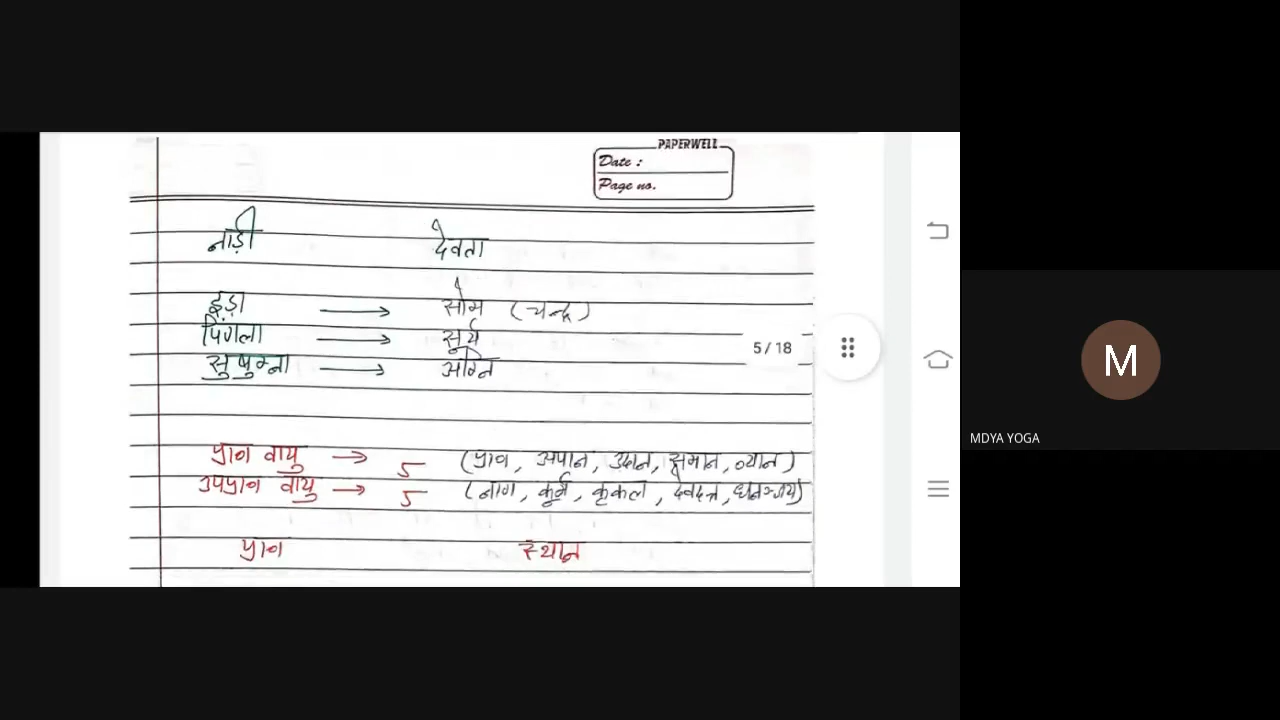 PAPERWELL
Date :
Page no.
नाड़ी देवता
इड़ा → सोम (चन्द्र)
पिंगला → सूर्य
सुषुम्ना → अग्नि
5 / 18
प्राण वायु → 5 (प्राण, अपान, उदान, समान, व्यान)
उपप्राण वायु → 5 (नाग, कूर्म, कृकल, देवदत्त, धनञ्जय)
प्राण स्थान
M
MDYA YOGA